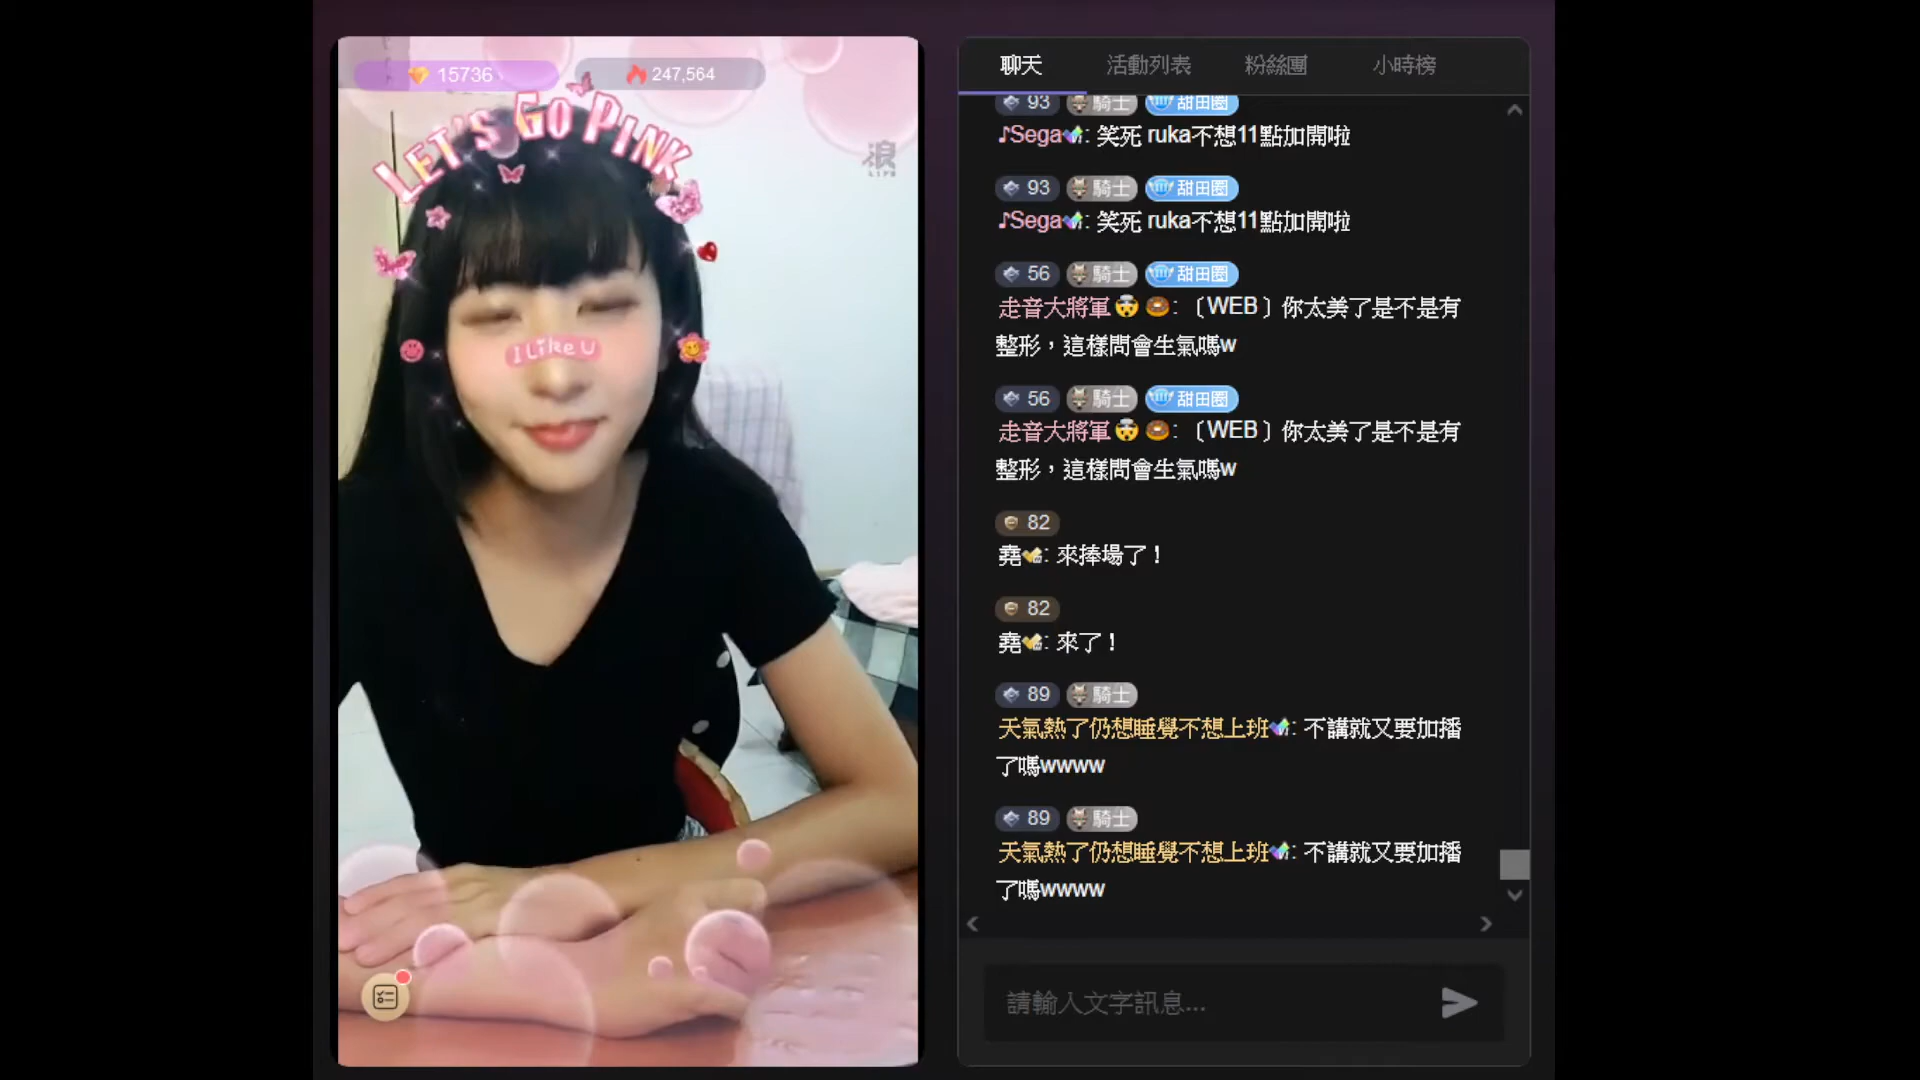 15736
247,564
LET'S GO PINK
浪
LIVE
I Like U
聊天
活動列表
粉絲團
小時榜
93 騎士 甜田圈
♪Sega: 笑死 ruka不想11點加開啦
93 騎士 甜田圈
♪Sega: 笑死 ruka不想11點加開啦
56 騎士 甜田圈
走音大將軍🤯🍩:〔WEB〕你太美了是不是有
整形，這樣問會生氣嗎w
56 騎士 甜田圈
走音大將軍🤯🍩:〔WEB〕你太美了是不是有
整形，這樣問會生氣嗎w
82
堯: 來捧場了！
82
堯: 來了！
89 騎士
天氣熱了仍想睡覺不想上班: 不講就又要加播
了嗎wwww
89 騎士
天氣熱了仍想睡覺不想上班: 不講就又要加播
了嗎wwww
請輸入文字訊息...